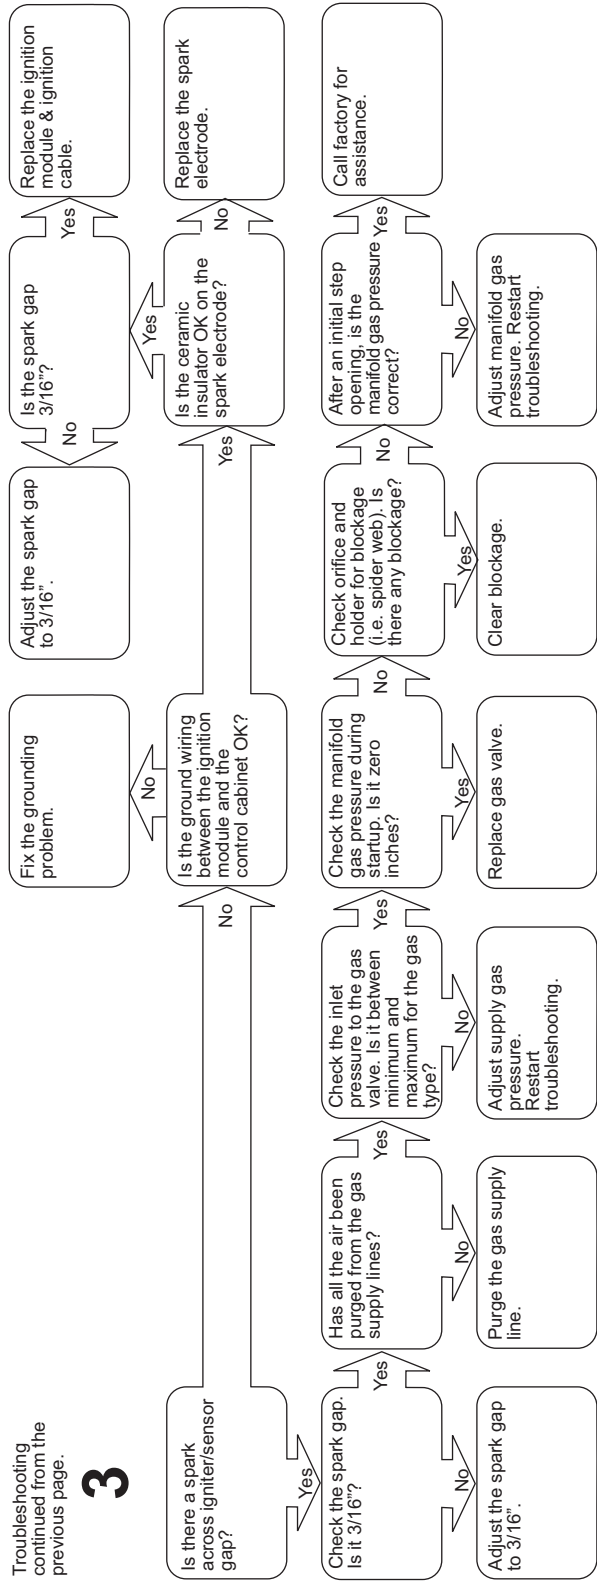 Troubleshooting
continued from the
previous page.
3
Is there a spark
across igniter/sensor
gap?
No
Yes
Is the ground wiring
between the ignition
module and the
control cabinet OK?
No
Fix the grounding
problem.
Yes
Is the ceramic
insulator OK on the
spark electrode?
No
Replace the spark
electrode.
Yes
Is the spark gap
3/16"?
No
Adjust the spark gap
to 3/16".
Yes
Replace the ignition
module & ignition
cable.
Check the spark gap.
Is it 3/16"?
No
Adjust the spark gap
to 3/16".
Yes
Has all the air been
purged from the gas
supply lines?
No
Purge the gas supply
line.
Yes
Check the inlet
pressure to the gas
valve. Is it between
minimum and
maximum for the gas
type?
No
Adjust supply gas
pressure.
Restart
troubleshooting.
Yes
Check the manifold
gas pressure during
startup. Is it zero
inches?
Yes
Replace gas valve.
No
Check orifice and
holder for blockage
(i.e. spider web). Is
there any blockage?
Yes
Clear blockage.
No
After an initial step
opening, is the
manifold gas pressure
correct?
No
Adjust manifold gas
pressure. Restart
troubleshooting.
Yes
Call factory for
assistance.